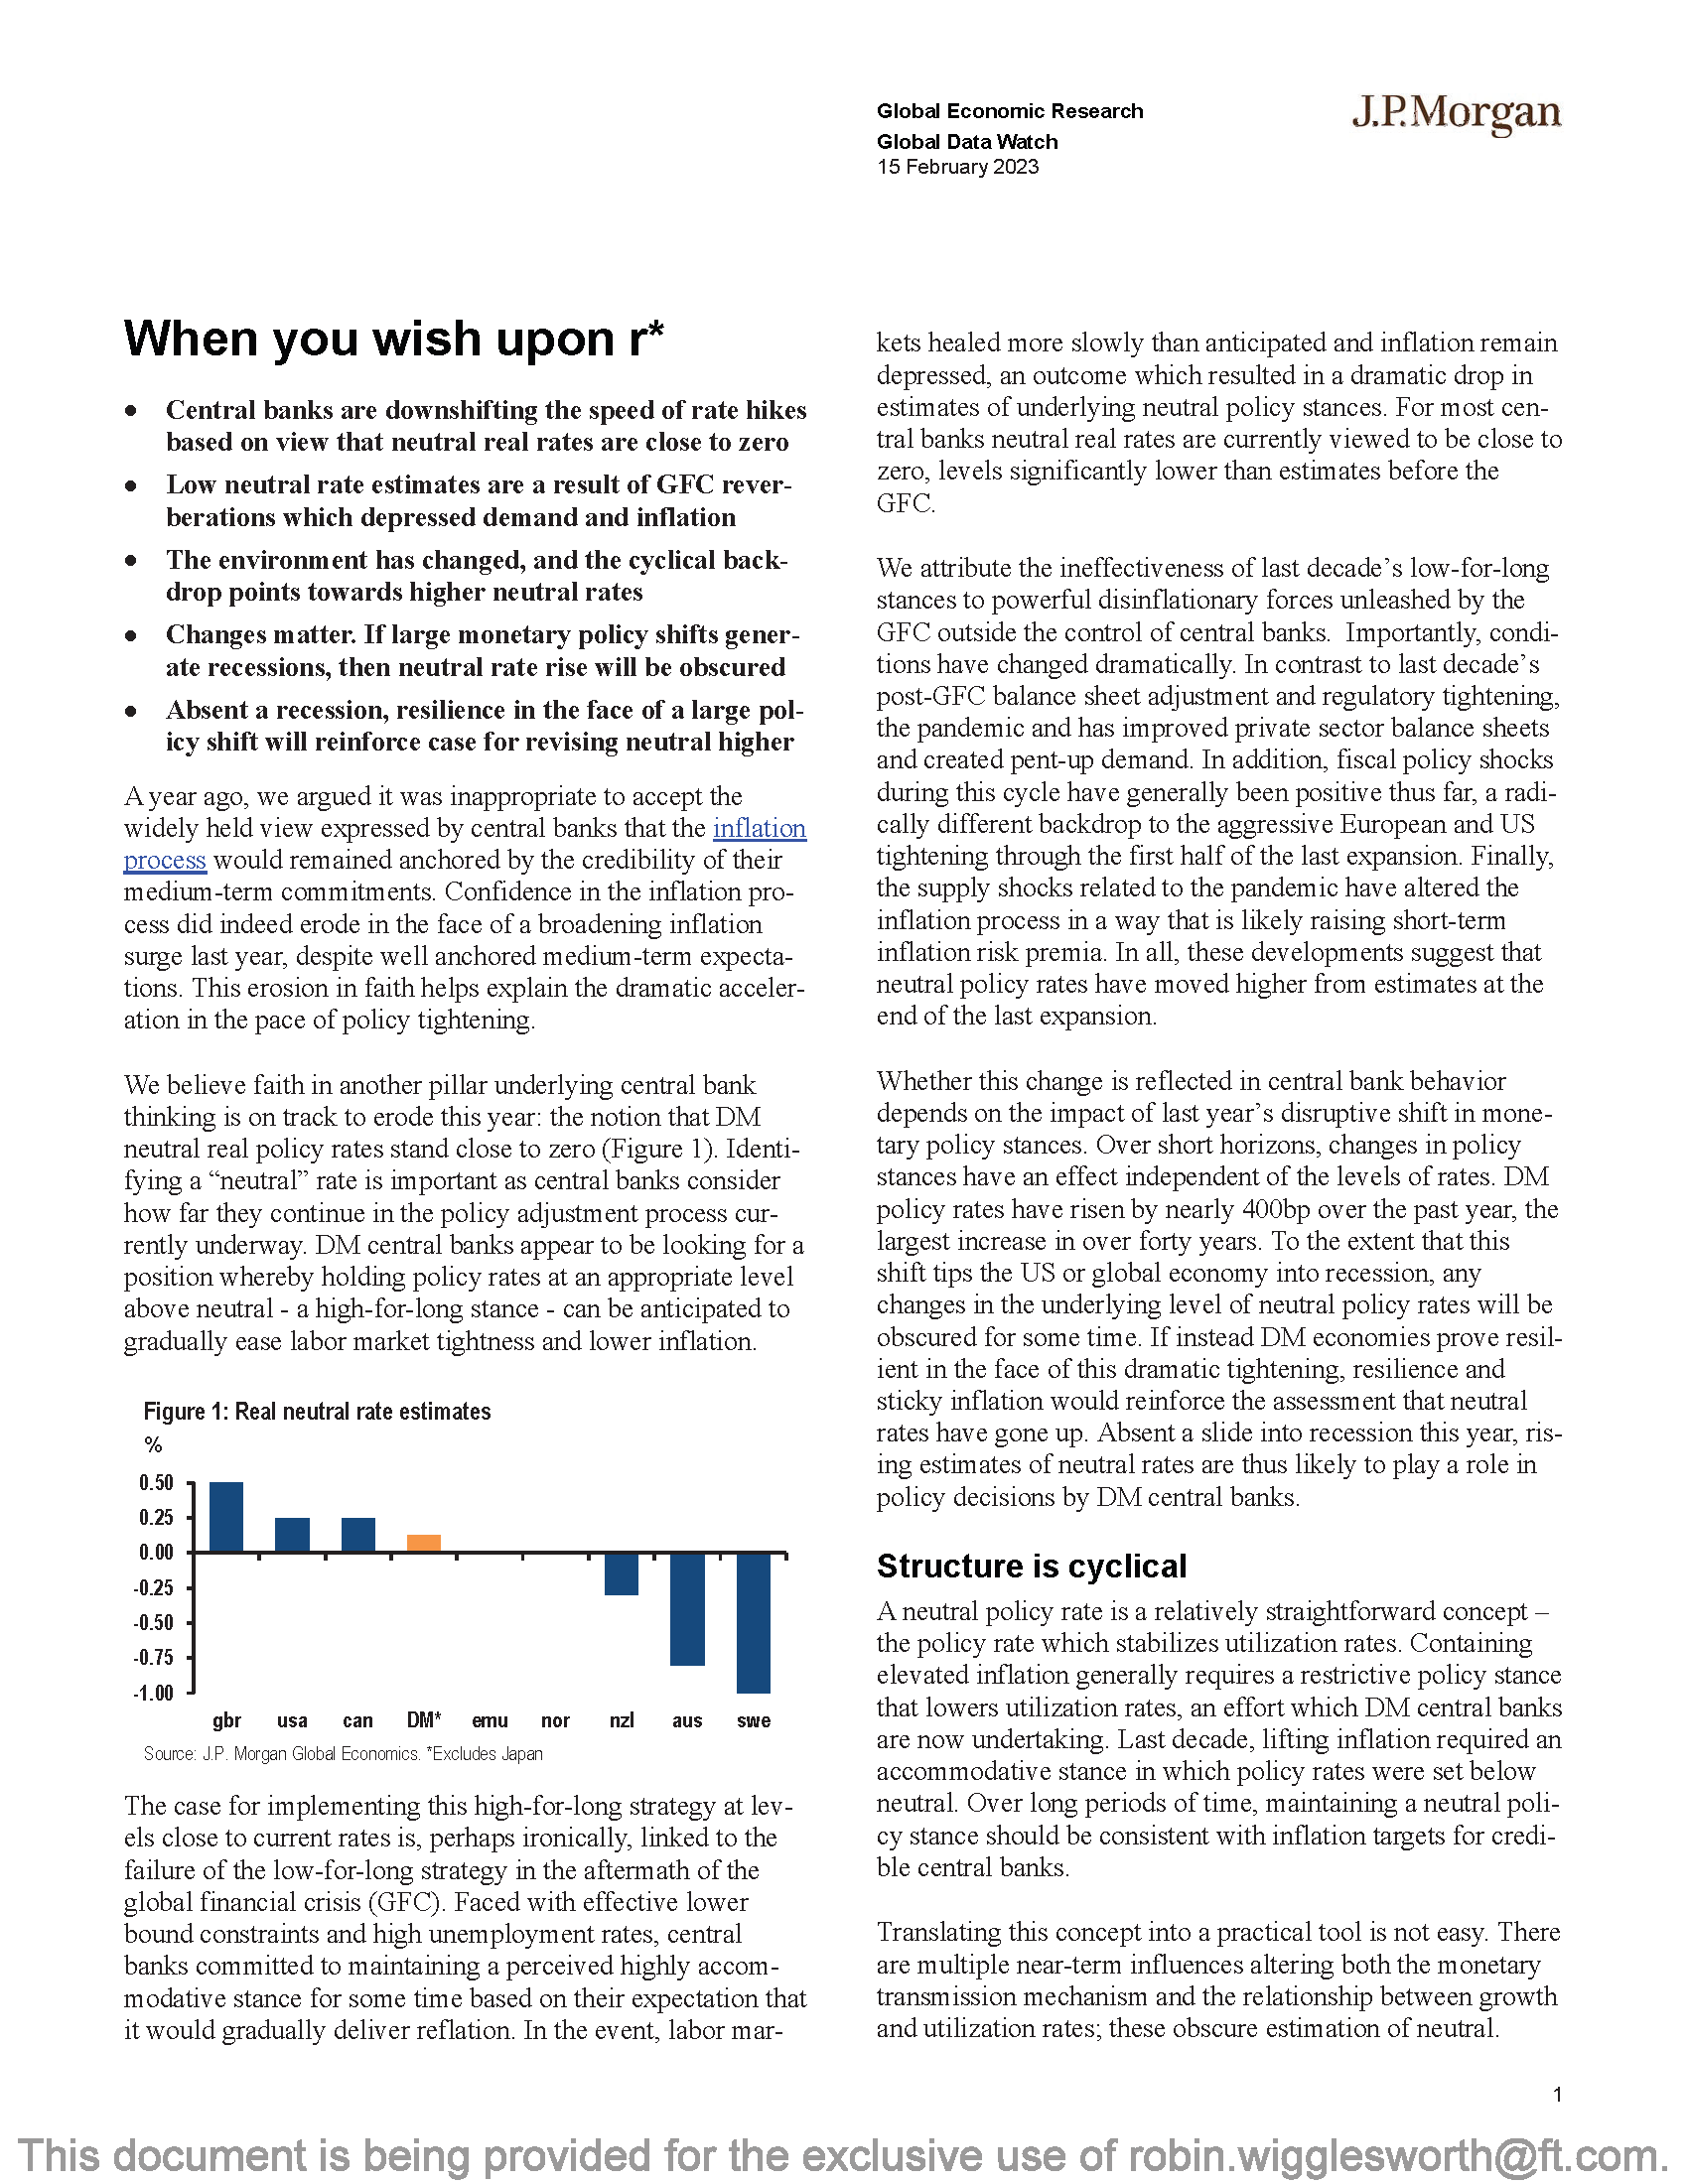 Global Economic Research
Global Data Watch
15 February 2023
J.P.Morgan
When you wish upon r*
• Central banks are downshifting the speed of rate hikes
based on view that neutral real rates are close to zero
• Low neutral rate estimates are a result of GFC rever-
berations which depressed demand and inflation
• The environment has changed, and the cyclical back-
drop points towards higher neutral rates
• Changes matter. If large monetary policy shifts gener-
ate recessions, then neutral rate rise will be obscured
• Absent a recession, resilience in the face of a large pol-
icy shift will reinforce case for revising neutral higher
A year ago, we argued it was inappropriate to accept the
widely held view expressed by central banks that the inflation
process would remained anchored by the credibility of their
medium-term commitments. Confidence in the inflation pro-
cess did indeed erode in the face of a broadening inflation
surge last year, despite well anchored medium-term expecta-
tions. This erosion in faith helps explain the dramatic acceler-
ation in the pace of policy tightening.
We believe faith in another pillar underlying central bank
thinking is on track to erode this year: the notion that DM
neutral real policy rates stand close to zero (Figure 1). Identi-
fying a “neutral” rate is important as central banks consider
how far they continue in the policy adjustment process cur-
rently underway. DM central banks appear to be looking for a
position whereby holding policy rates at an appropriate level
above neutral - a high-for-long stance - can be anticipated to
gradually ease labor market tightness and lower inflation.
Figure 1: Real neutral rate estimates
%
0.50
0.25
0.00
-0.25
-0.50
-0.75
-1.00
gbr usa can DM* emu nor nzl aus swe
Source: J.P. Morgan Global Economics. *Excludes Japan
The case for implementing this high-for-long strategy at lev-
els close to current rates is, perhaps ironically, linked to the
failure of the low-for-long strategy in the aftermath of the
global financial crisis (GFC). Faced with effective lower
bound constraints and high unemployment rates, central
banks committed to maintaining a perceived highly accom-
modative stance for some time based on their expectation that
it would gradually deliver reflation. In the event, labor mar-
kets healed more slowly than anticipated and inflation remain
depressed, an outcome which resulted in a dramatic drop in
estimates of underlying neutral policy stances. For most cen-
tral banks neutral real rates are currently viewed to be close to
zero, levels significantly lower than estimates before the
GFC.
We attribute the ineffectiveness of last decade’s low-for-long
stances to powerful disinflationary forces unleashed by the
GFC outside the control of central banks.  Importantly, condi-
tions have changed dramatically. In contrast to last decade’s
post-GFC balance sheet adjustment and regulatory tightening,
the pandemic and has improved private sector balance sheets
and created pent-up demand. In addition, fiscal policy shocks
during this cycle have generally been positive thus far, a radi-
cally different backdrop to the aggressive European and US
tightening through the first half of the last expansion. Finally,
the supply shocks related to the pandemic have altered the
inflation process in a way that is likely raising short-term
inflation risk premia. In all, these developments suggest that
neutral policy rates have moved higher from estimates at the
end of the last expansion.
Whether this change is reflected in central bank behavior
depends on the impact of last year’s disruptive shift in mone-
tary policy stances. Over short horizons, changes in policy
stances have an effect independent of the levels of rates. DM
policy rates have risen by nearly 400bp over the past year, the
largest increase in over forty years. To the extent that this
shift tips the US or global economy into recession, any
changes in the underlying level of neutral policy rates will be
obscured for some time. If instead DM economies prove resil-
ient in the face of this dramatic tightening, resilience and
sticky inflation would reinforce the assessment that neutral
rates have gone up. Absent a slide into recession this year, ris-
ing estimates of neutral rates are thus likely to play a role in
policy decisions by DM central banks.
Structure is cyclical
A neutral policy rate is a relatively straightforward concept –
the policy rate which stabilizes utilization rates. Containing
elevated inflation generally requires a restrictive policy stance
that lowers utilization rates, an effort which DM central banks
are now undertaking. Last decade, lifting inflation required an
accommodative stance in which policy rates were set below
neutral. Over long periods of time, maintaining a neutral poli-
cy stance should be consistent with inflation targets for credi-
ble central banks.
Translating this concept into a practical tool is not easy. There
are multiple near-term influences altering both the monetary
transmission mechanism and the relationship between growth
and utilization rates; these obscure estimation of neutral.
1
This document is being provided for the exclusive use of robin.wigglesworth@ft.com.